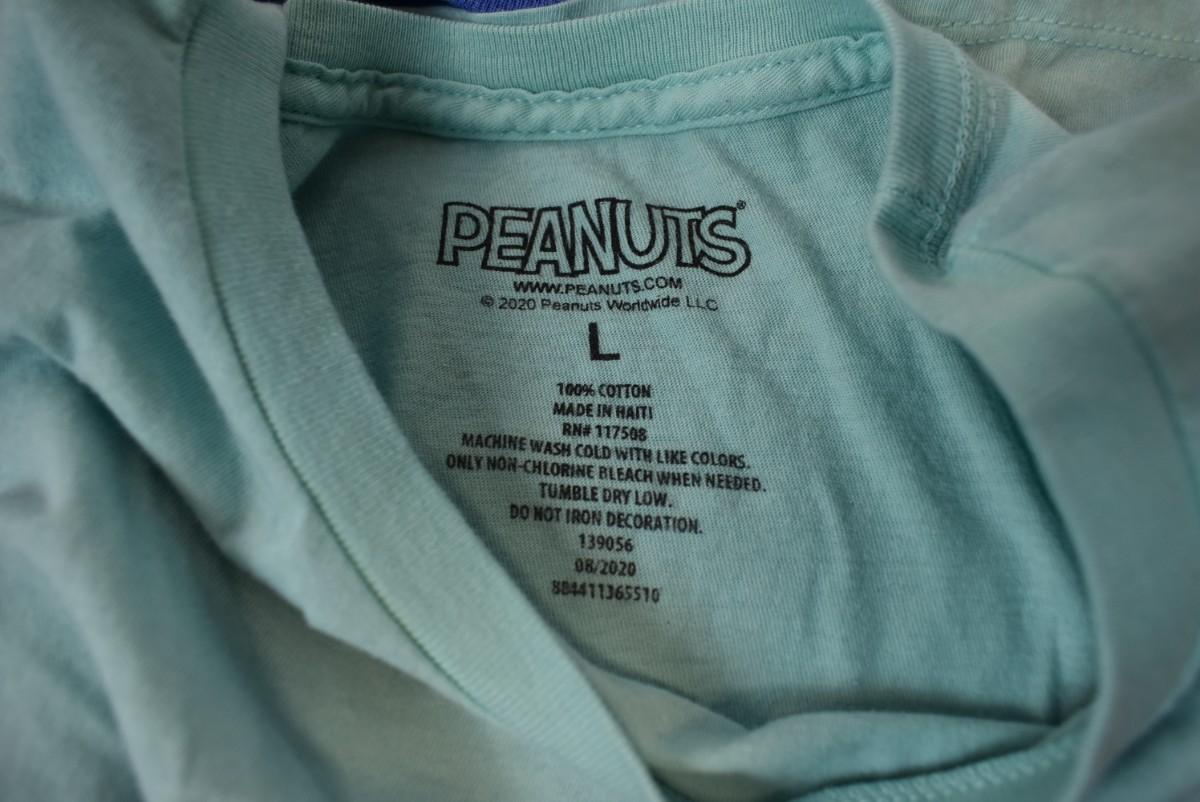 PEANUTS®
WWW.PEANUTS.COM
© 2020 Peanuts Worldwide LLC
L
100% COTTON
MADE IN HAITI
RN# 117508
MACHINE WASH COLD WITH LIKE COLORS.
ONLY NON-CHLORINE BLEACH WHEN NEEDED.
TUMBLE DRY LOW.
DO NOT IRON DECORATION.
139056
08/2020
884411365510